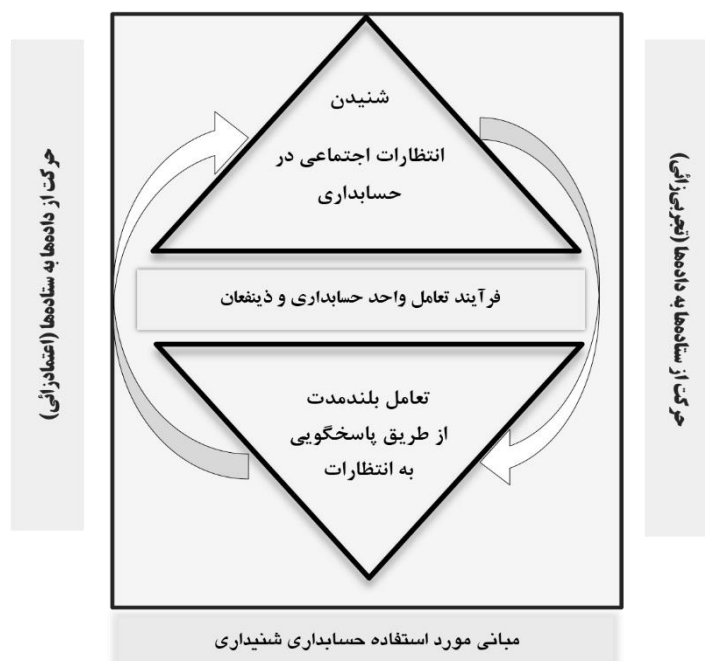 شنیدن
انتظارات اجتماعی در
حسابداری
حرکت از ستاده‌ها به داده‌ها (تجربی‌زائی)
حرکت از داده‌ها به ستاده‌ها (اعتمادزائی)
فرآیند تعامل واحد حسابداری و ذینفعان
تعامل بلندمدت
از طریق پاسخگویی
به انتظارات
مبانی مورد استفاده حسابداری شنیداری